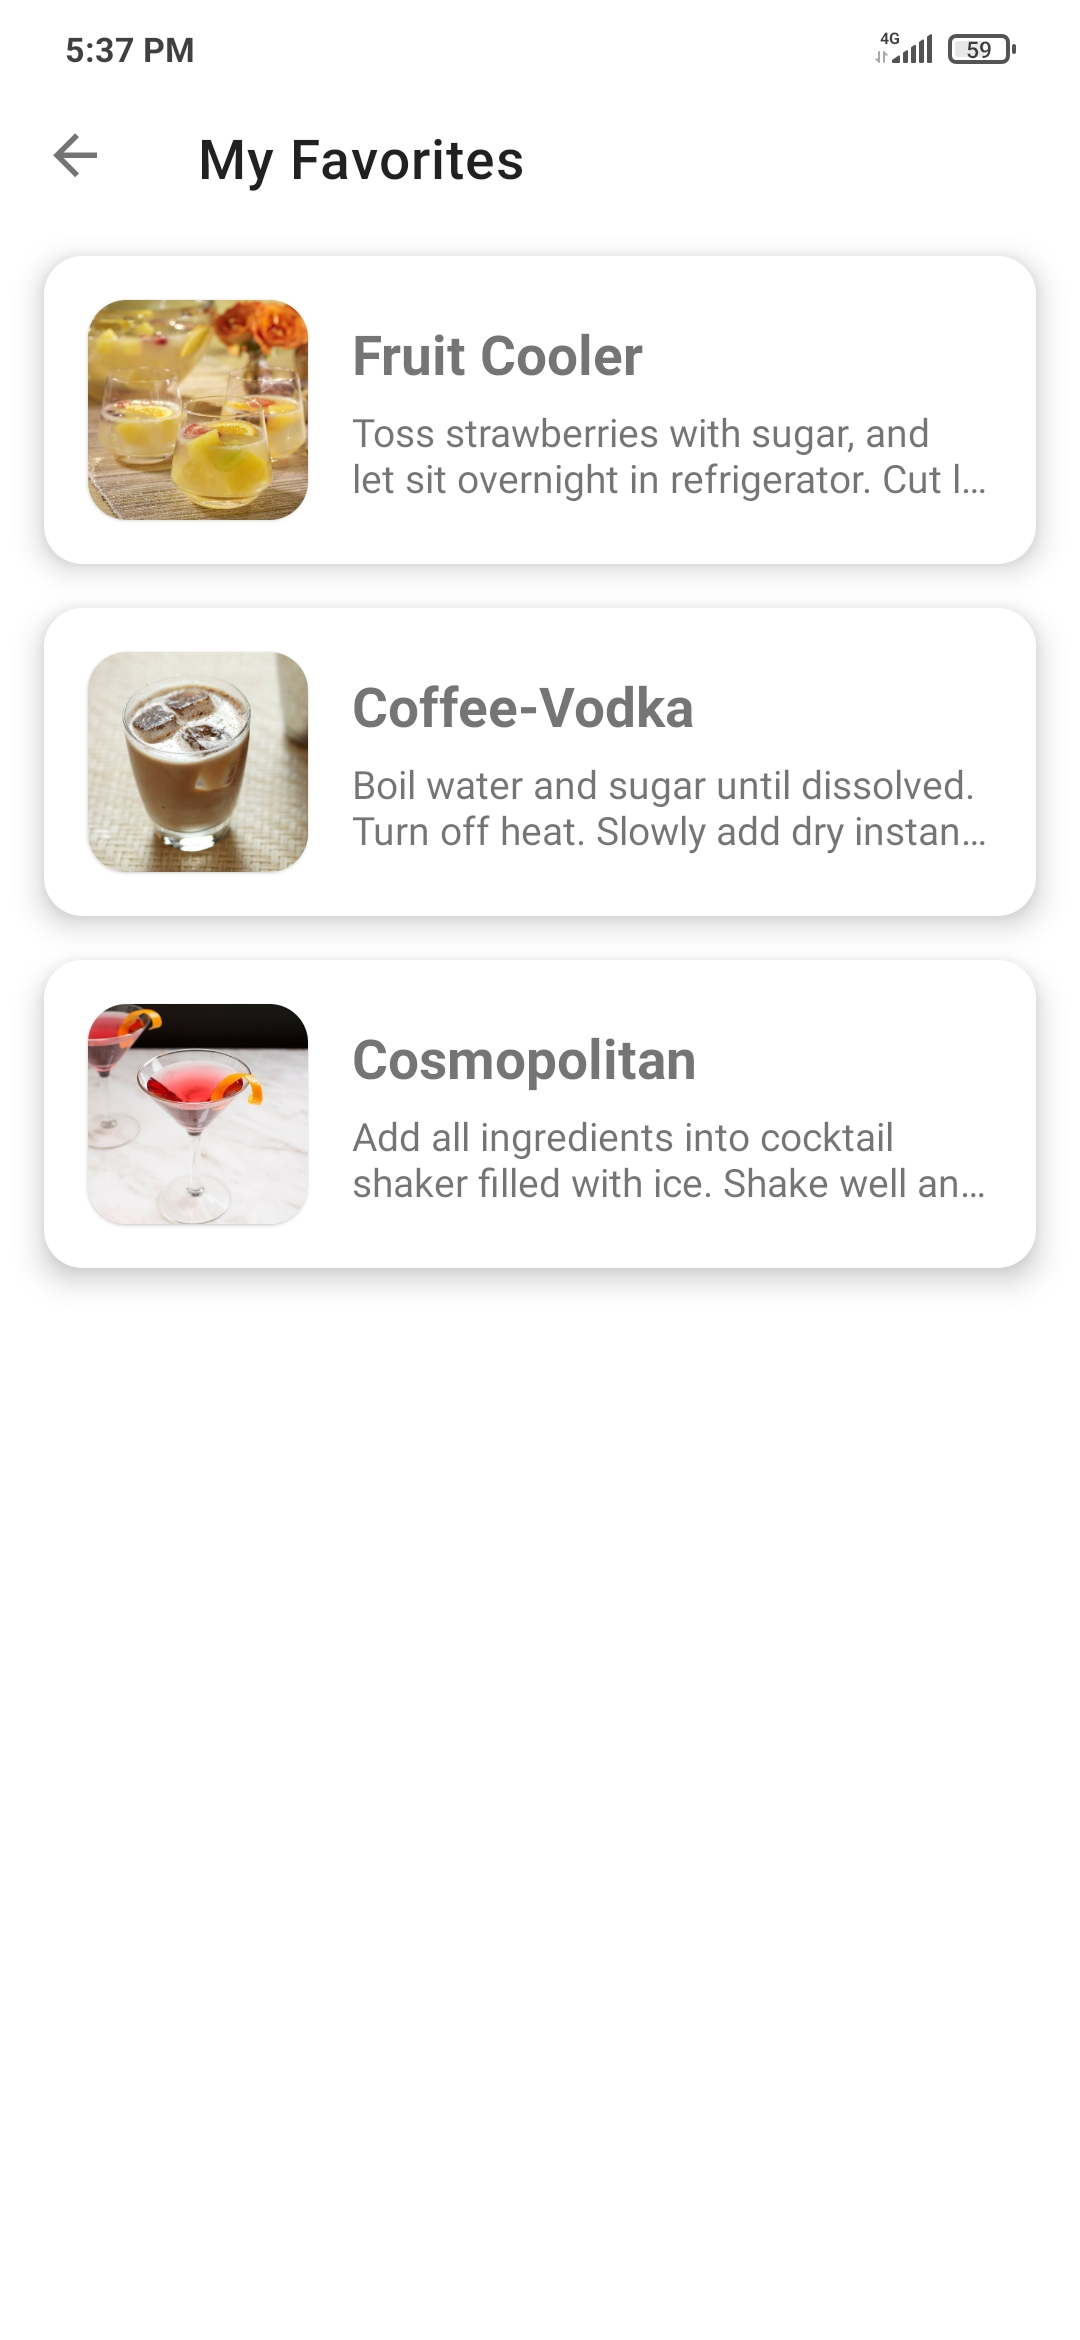 5:37 PM
4G
59
My Favorites
Fruit Cooler
Toss strawberries with sugar, and
let sit overnight in refrigerator. Cut l...
Coffee-Vodka
Boil water and sugar until dissolved.
Turn off heat. Slowly add dry instan...
Cosmopolitan
Add all ingredients into cocktail
shaker filled with ice. Shake well an...